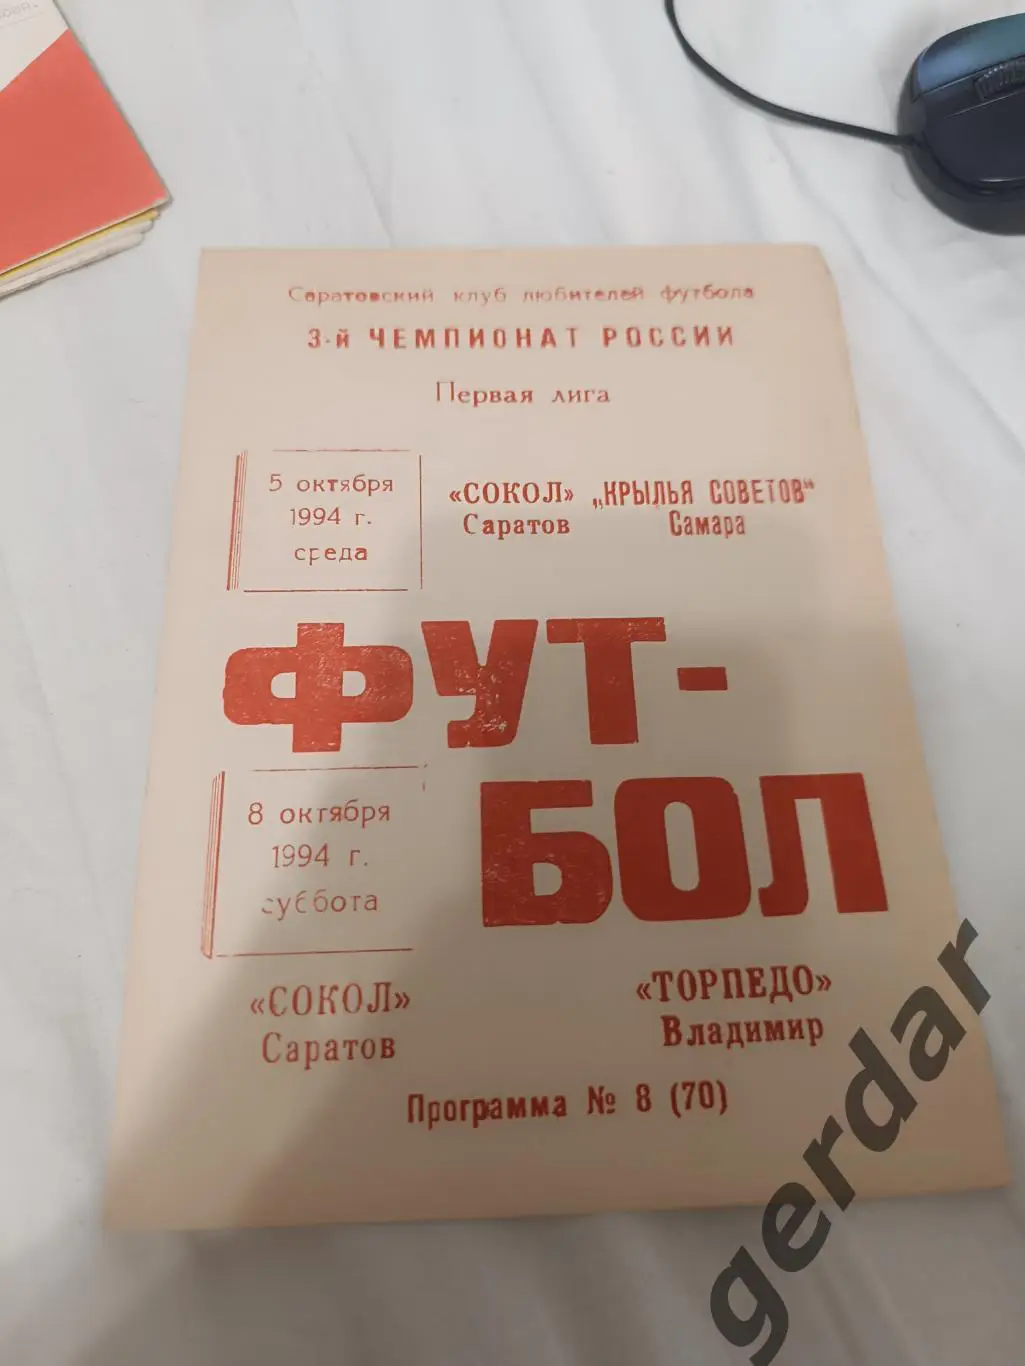 Саратовский клуб любителей футбола
3-й ЧЕМПИОНАТ РОССИИ
Первая лига
5 октября
1994 г.
среда
«СОКОЛ» „КРЫЛЬЯ СОВЕТОВ“
Саратов Самара
ФУТ-
БОЛ
8 октября
1994 г.
суббота
«СОКОЛ» «ТОРПЕДО»
Саратов Владимир
Программа № 8 (70)
gerdar